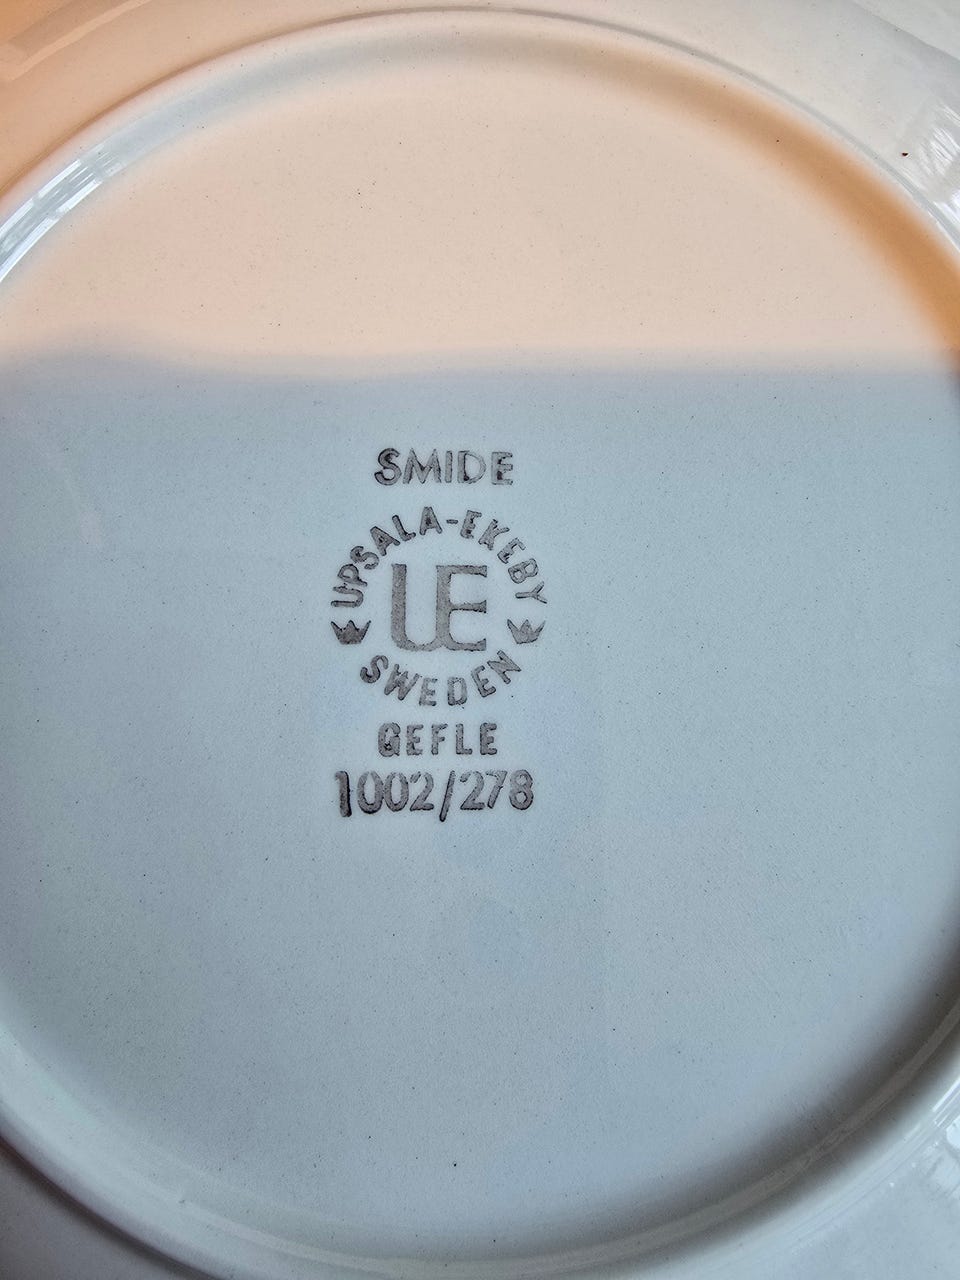 SMIDE
UPSALA-EKEBY
UE
SWEDEN
GEFLE
1002/278